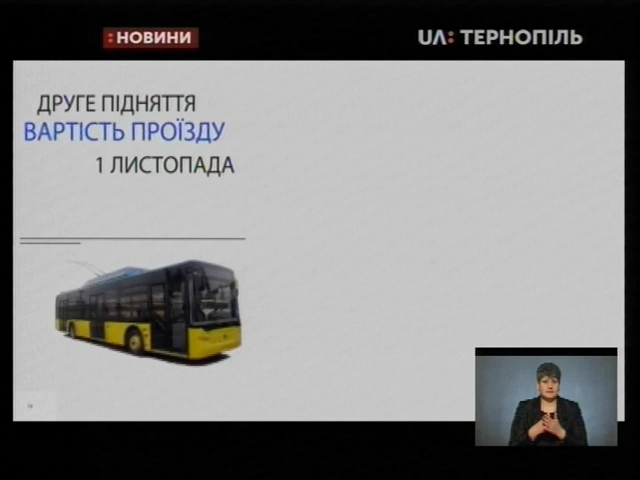 :НОВИНИ
UA: ТЕРНОПІЛЬ
ДРУГЕ ПІДНЯТТЯ
ВАРТІСТЬ ПРОЇЗДУ
1 ЛИСТОПАДА